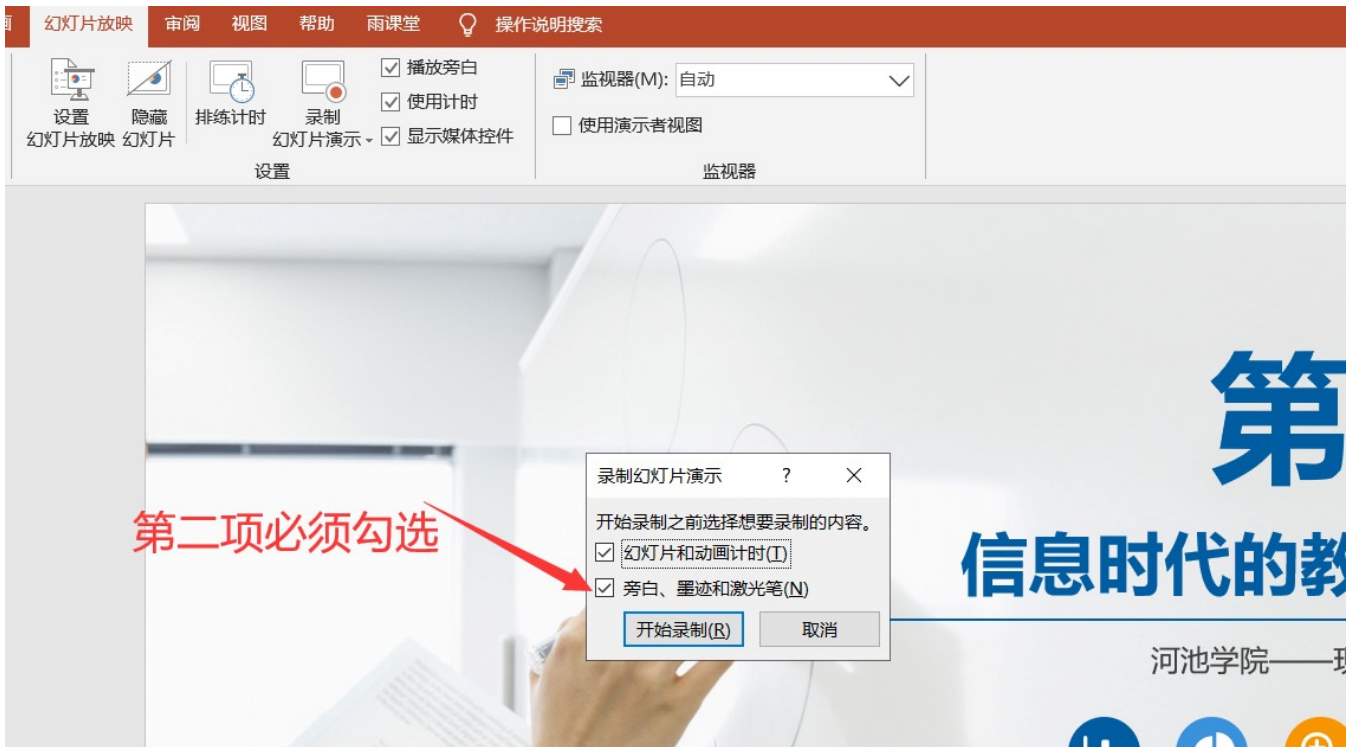 幻灯片放映 审阅 视图 帮助 雨课堂 操作说明搜索
设置
幻灯片放映
隐藏
幻灯片
排练计时
录制
幻灯片演示
播放旁白
使用计时
显示媒体控件
设置
监视器(M): 自动
使用演示者视图
监视器
第
信息时代的教
河池学院——现
第二项必须勾选
录制幻灯片演示 ?
开始录制之前选择想要录制的内容。
幻灯片和动画计时(T)
旁白、墨迹和激光笔(N)
开始录制(R) 取消